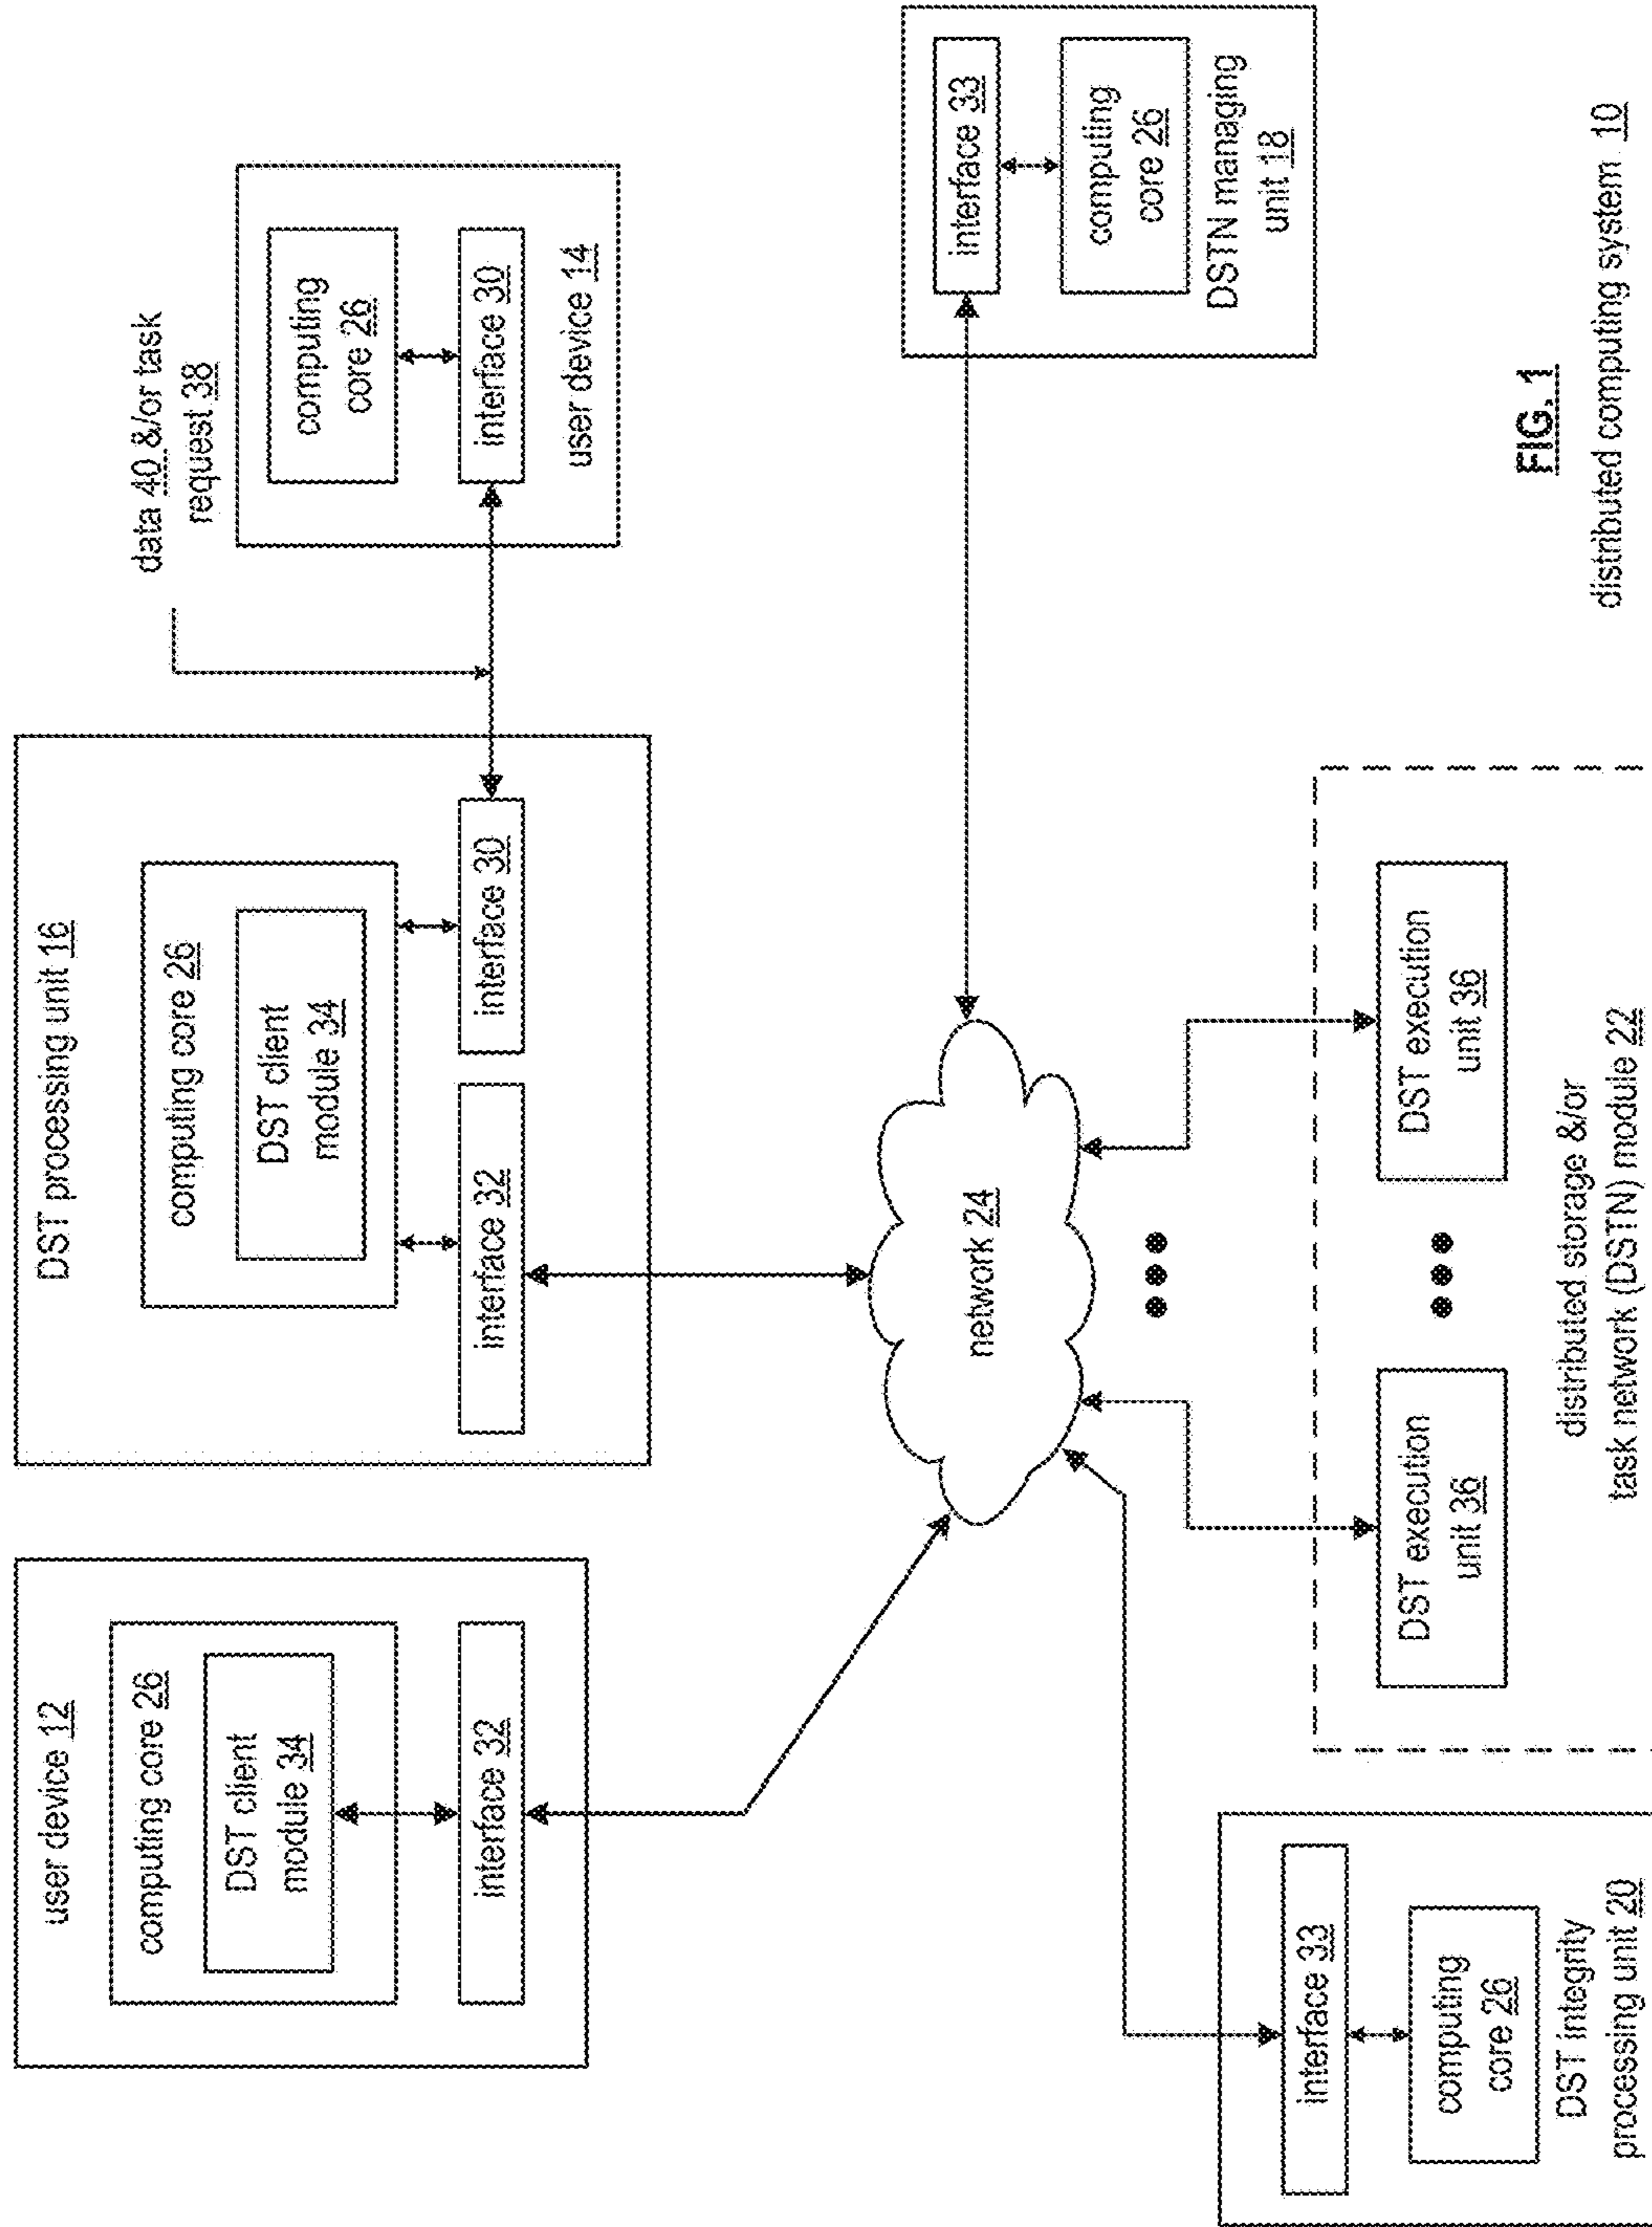 user device 12
computing core 26
DST client
module 34
interface 32
DST processing unit 16
computing core 26
DST client
module 34
interface 32
interface 30
data 40 &/or task
request 38
computing
core 26
interface 30
user device 14
network 24
interface 33
computing
core 26
DSTN managing
unit 18
interface 33
computing
core 26
DST integrity
processing unit 20
DST execution
unit 36
DST execution
unit 36
distributed storage &/or
task network (DSTN) module 22
FIG. 1
distributed computing system 10